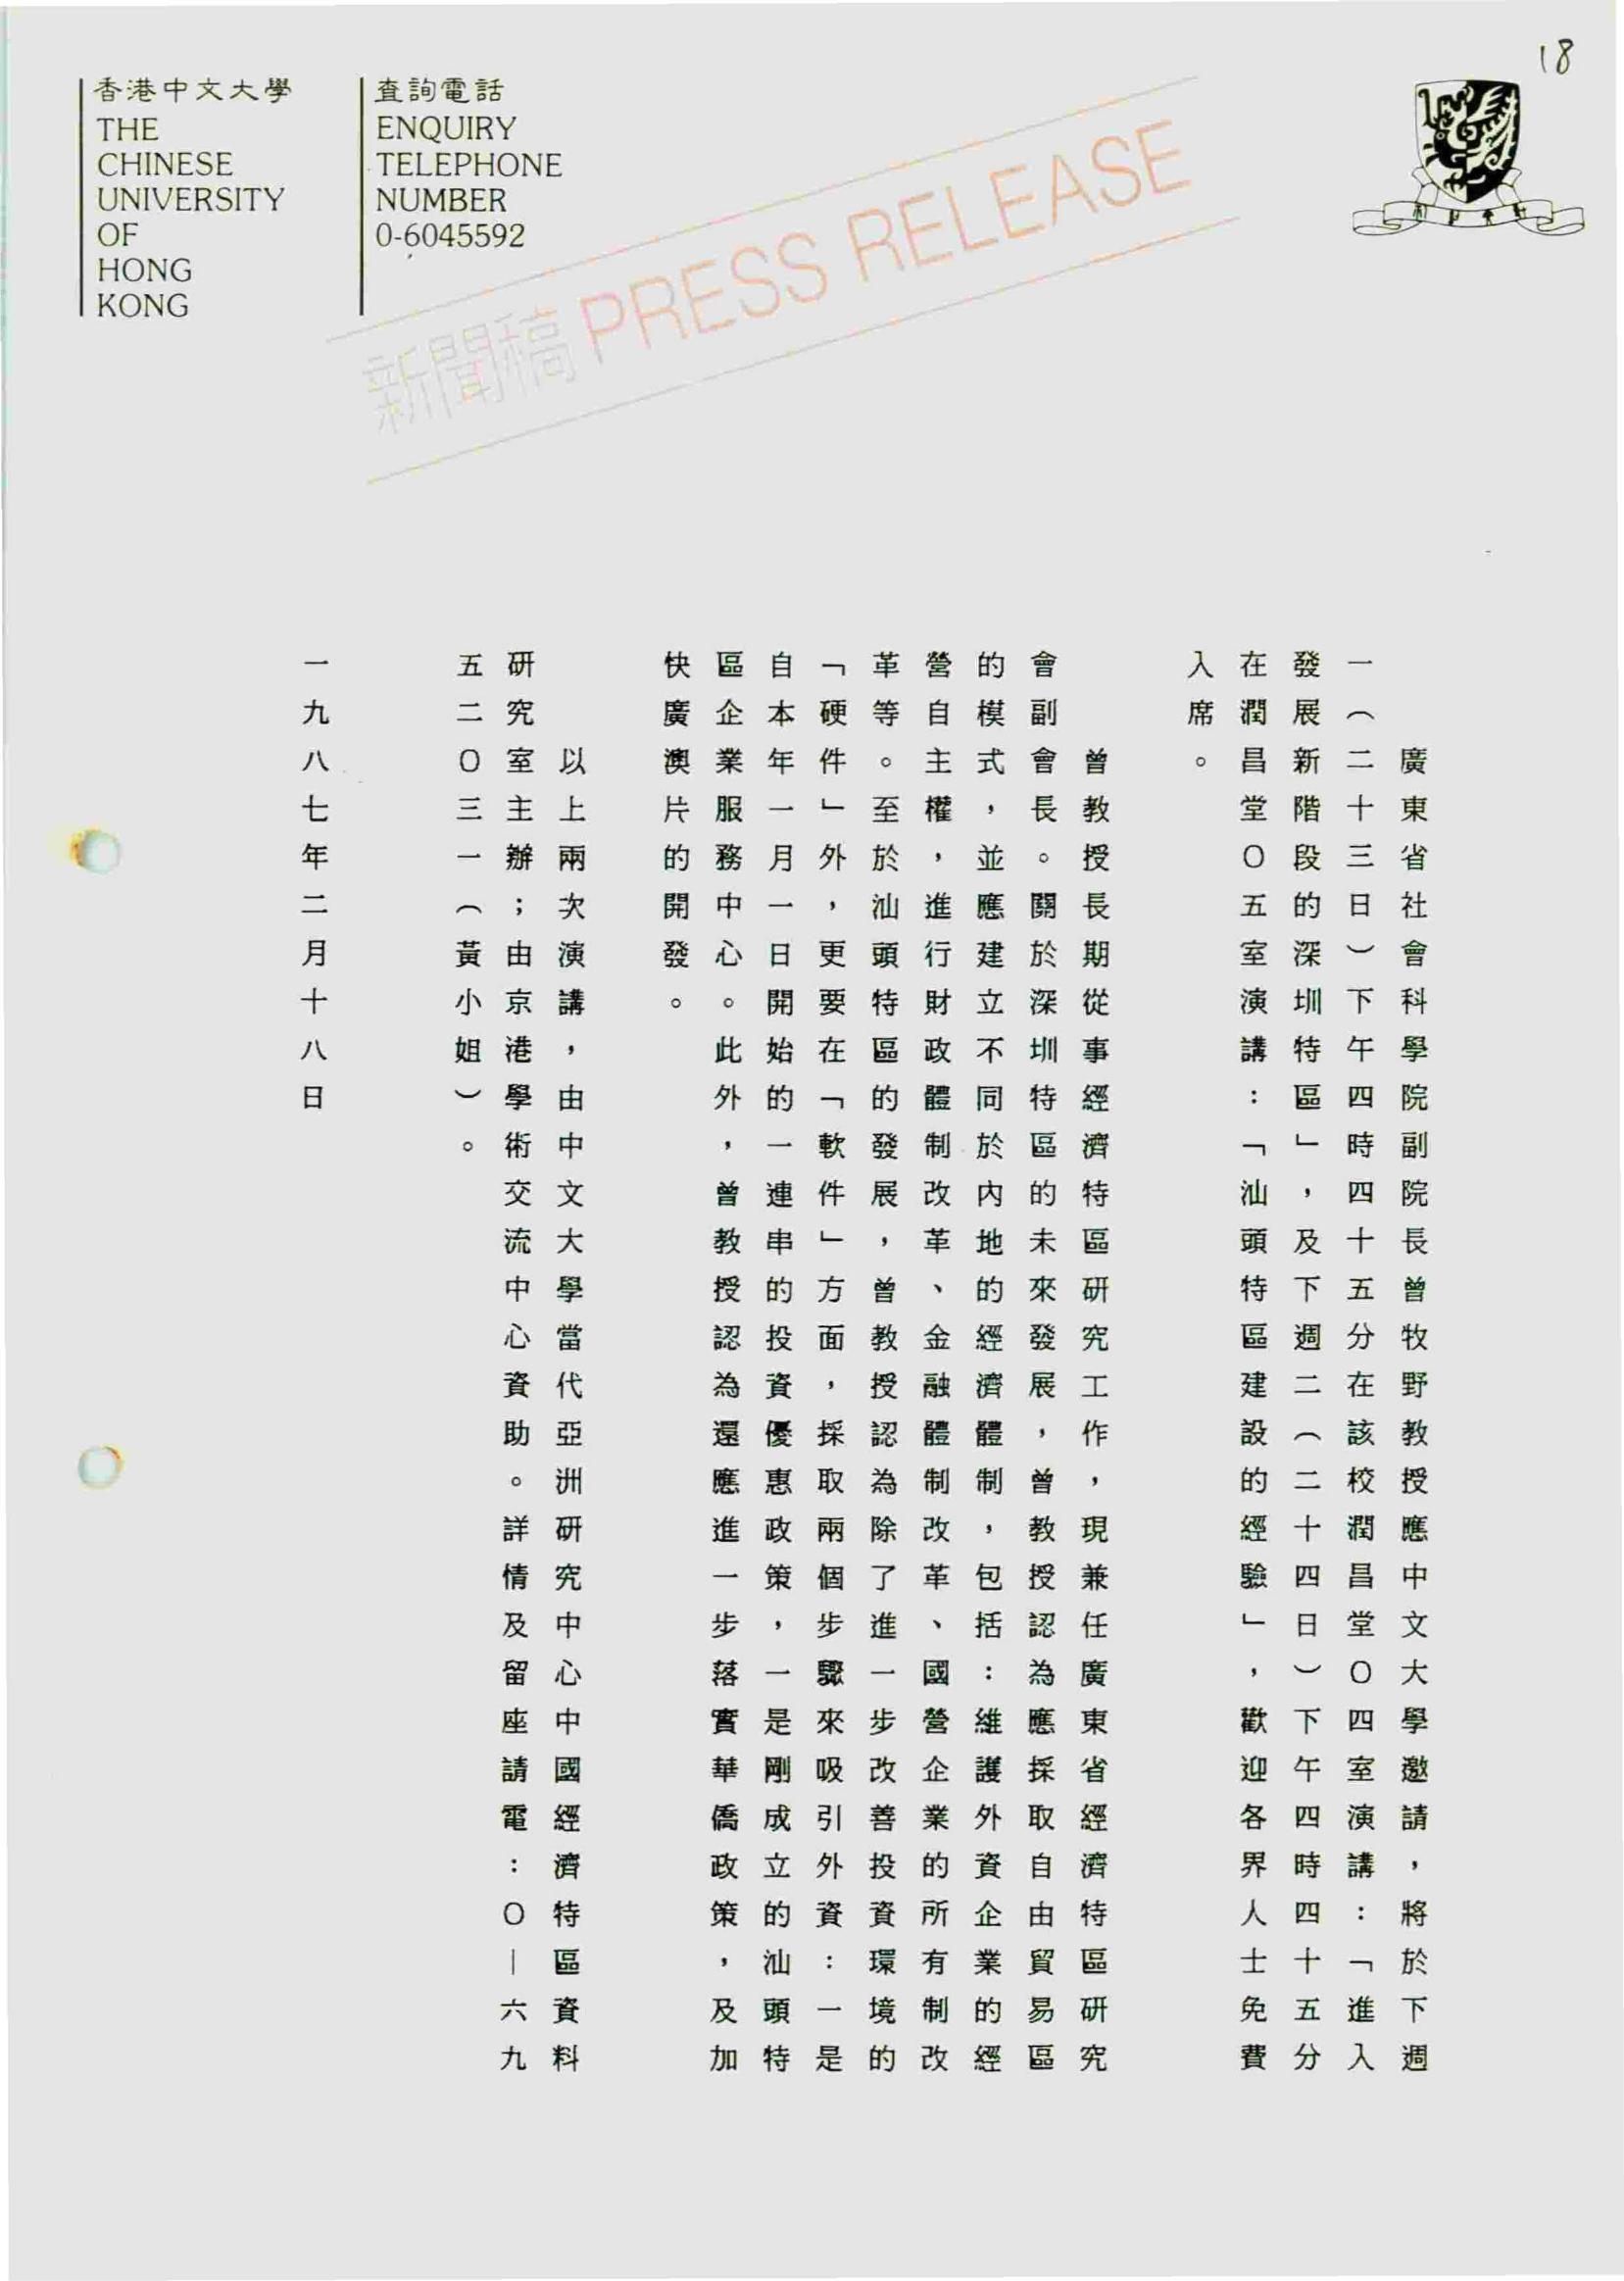 18
香港中文大學
THE
CHINESE
UNIVERSITY
OF
HONG
KONG
查詢電話
ENQUIRY
TELEPHONE
NUMBER
0-6045592
新聞稿 PRESS RELEASE
廣東省社會科學院副院長曾牧野教授應中文大學邀請，將於下週
一（二十三日）下午四時四十五分在該校潤昌堂〇四室演講：「進入
發展新階段的深圳特區」，及下週二（二十四日）下午四時四十五分
在潤昌堂〇五室演講：「汕頭特區建設的經驗」，歡迎各界人士免費
入席。
曾教授長期從事經濟特區研究工作，現兼任廣東省經濟特區研究
會副會長。關於深圳特區的未來發展，曾教授認為應採取自由貿易區
的模式，並應建立不同於內地的經濟體制，包括：維護外資企業的經
營自主權，進行財政體制改革、金融體制改革、國營企業的所有制改
革等。至於汕頭特區的發展，曾教授認為除了進一步改善投資環境的
「硬件」外，更要在「軟件」方面，採取兩個步驟來吸引外資：一是
自本年一月一日開始的一連串的投資優惠政策，一是剛成立的汕頭特
區企業服務中心。此外，曾教授認為還應進一步落實華僑政策，及加
快廣澳片的開發。
以上兩次演講，由中文大學當代亞洲研究中心中國經濟特區資料
研究室主辦；由京港學術交流中心資助。詳情及留座請電：〇—六九
五二〇三一（黃小姐）。
一九八七年二月十八日